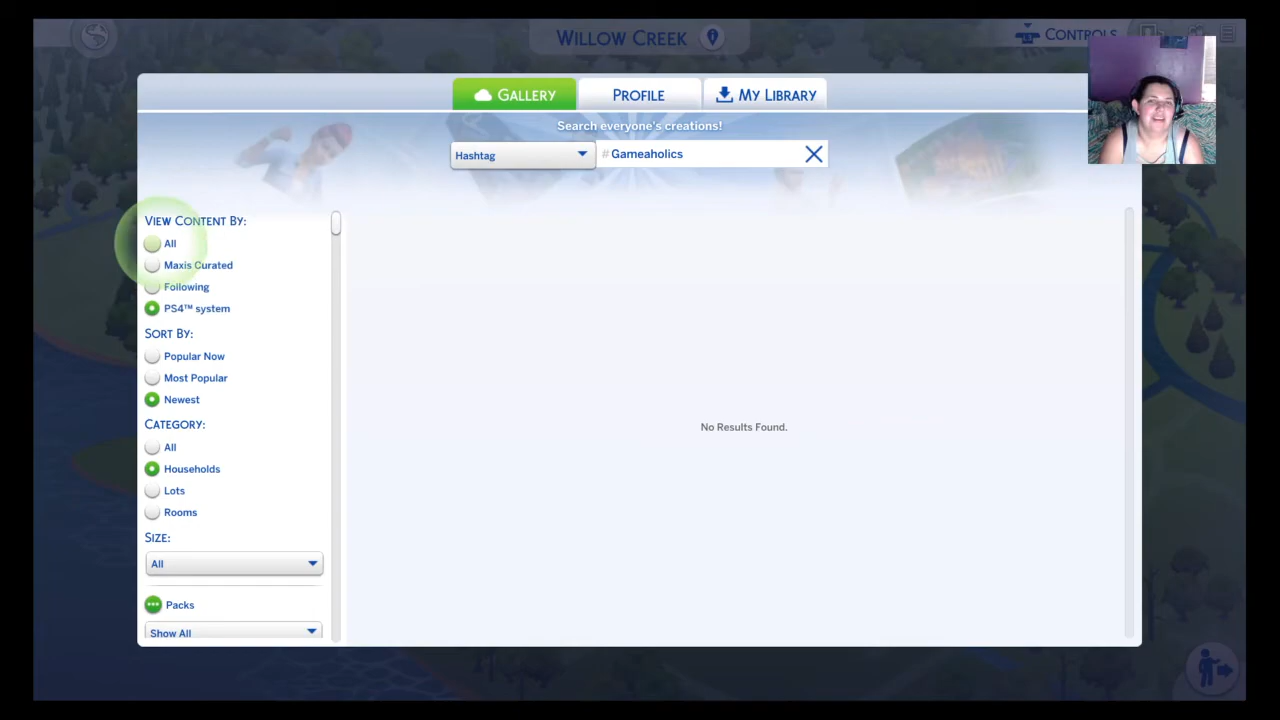 WILLOW CREEK
CONTROLS
GALLERY
PROFILE
MY LIBRARY
Search everyone's creations!
Hashtag
# Gameaholics
VIEW CONTENT BY:
All
Maxis Curated
Following
PS4™ system
SORT BY:
Popular Now
Most Popular
Newest
CATEGORY:
All
Households
Lots
Rooms
SIZE:
All
Packs
Show All
No Results Found.